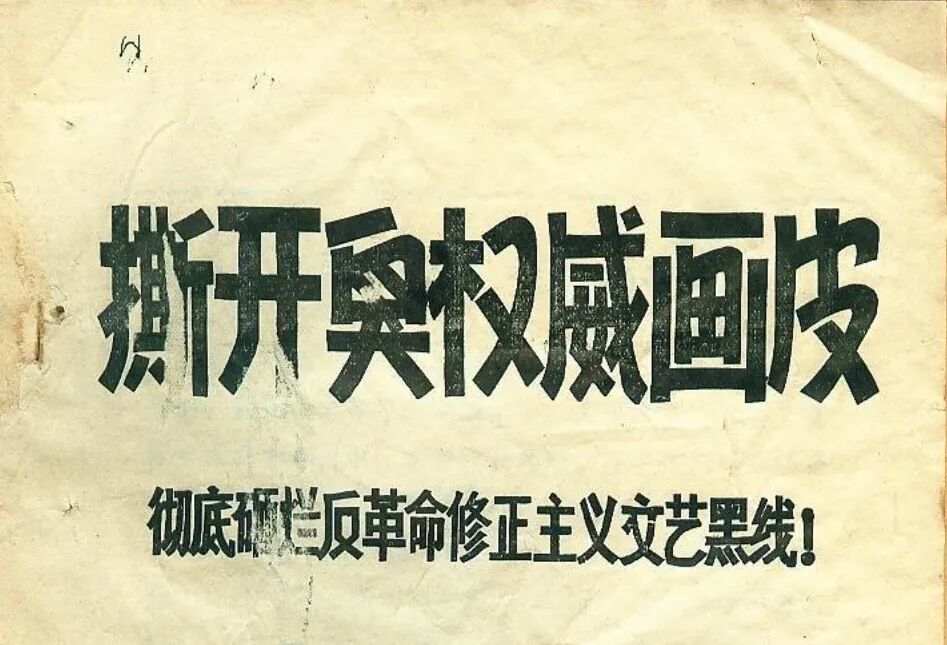 撕开奥权威画皮
彻底砸烂反革命修正主义文艺黑线!